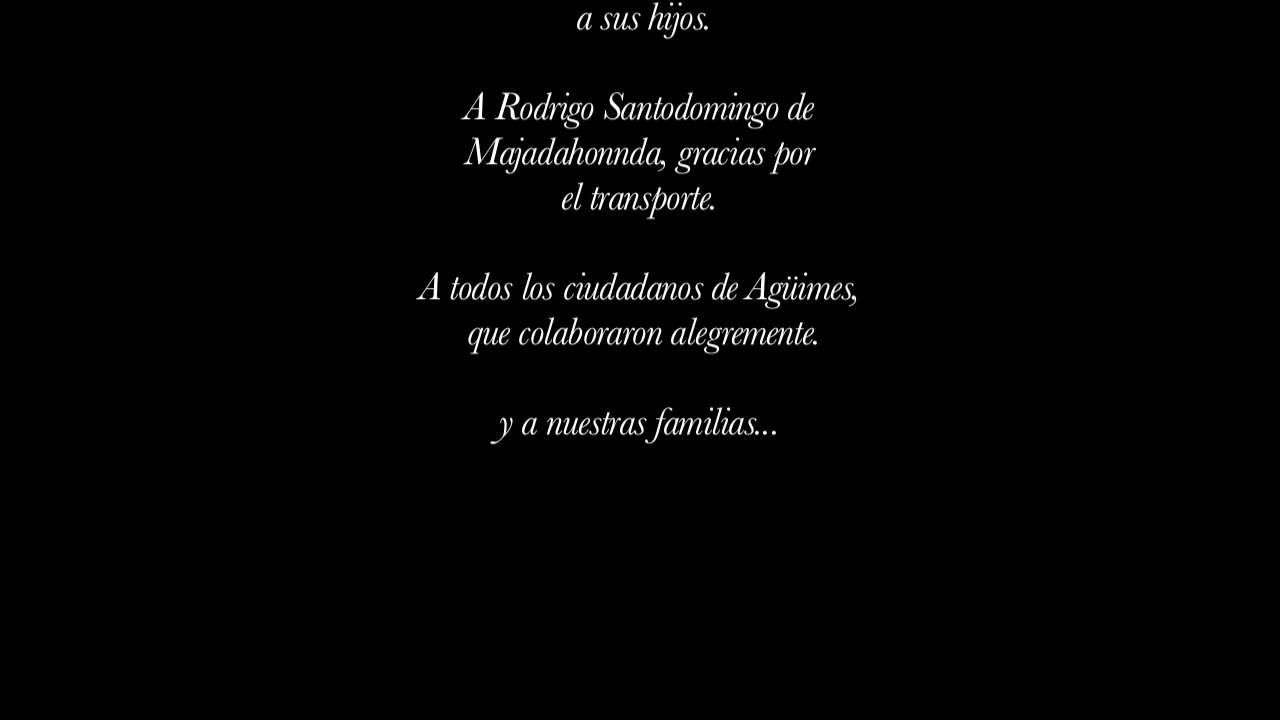 a sus hijos.
A Rodrigo Santodomingo de
Majadahonnda, gracias por
el transporte.
A todos los ciudadanos de Agüimes,
que colaboraron alegremente.
y a nuestras familias...